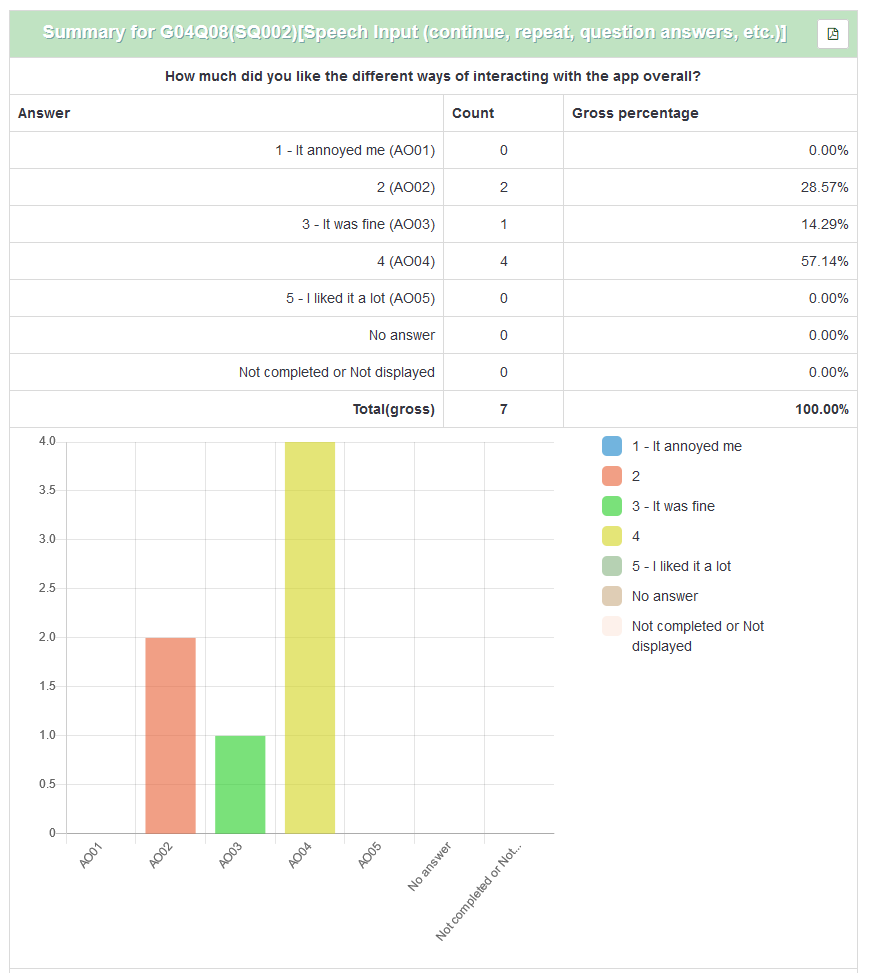 Summary for G04Q08(SQ002)[Speech Input (continue, repeat, question answers, etc.)]
How much did you like the different ways of interacting with the app overall?
Answer Count Gross percentage
1 - It annoyed me (AO01) 0 0.00%
2 (AO02) 2 28.57%
3 - It was fine (AO03) 1 14.29%
4 (AO04) 4 57.14%
5 - I liked it a lot (AO05) 0 0.00%
No answer 0 0.00%
Not completed or Not displayed 0 0.00%
Total(gross) 7 100.00%
4.0
3.5
3.0
2.5
2.0
1.5
1.0
0.5
0
AO01 AO02 AO03 AO04 AO05 No answer Not completed or Not...
1 - It annoyed me
2
3 - It was fine
4
5 - I liked it a lot
No answer
Not completed or Not
displayed